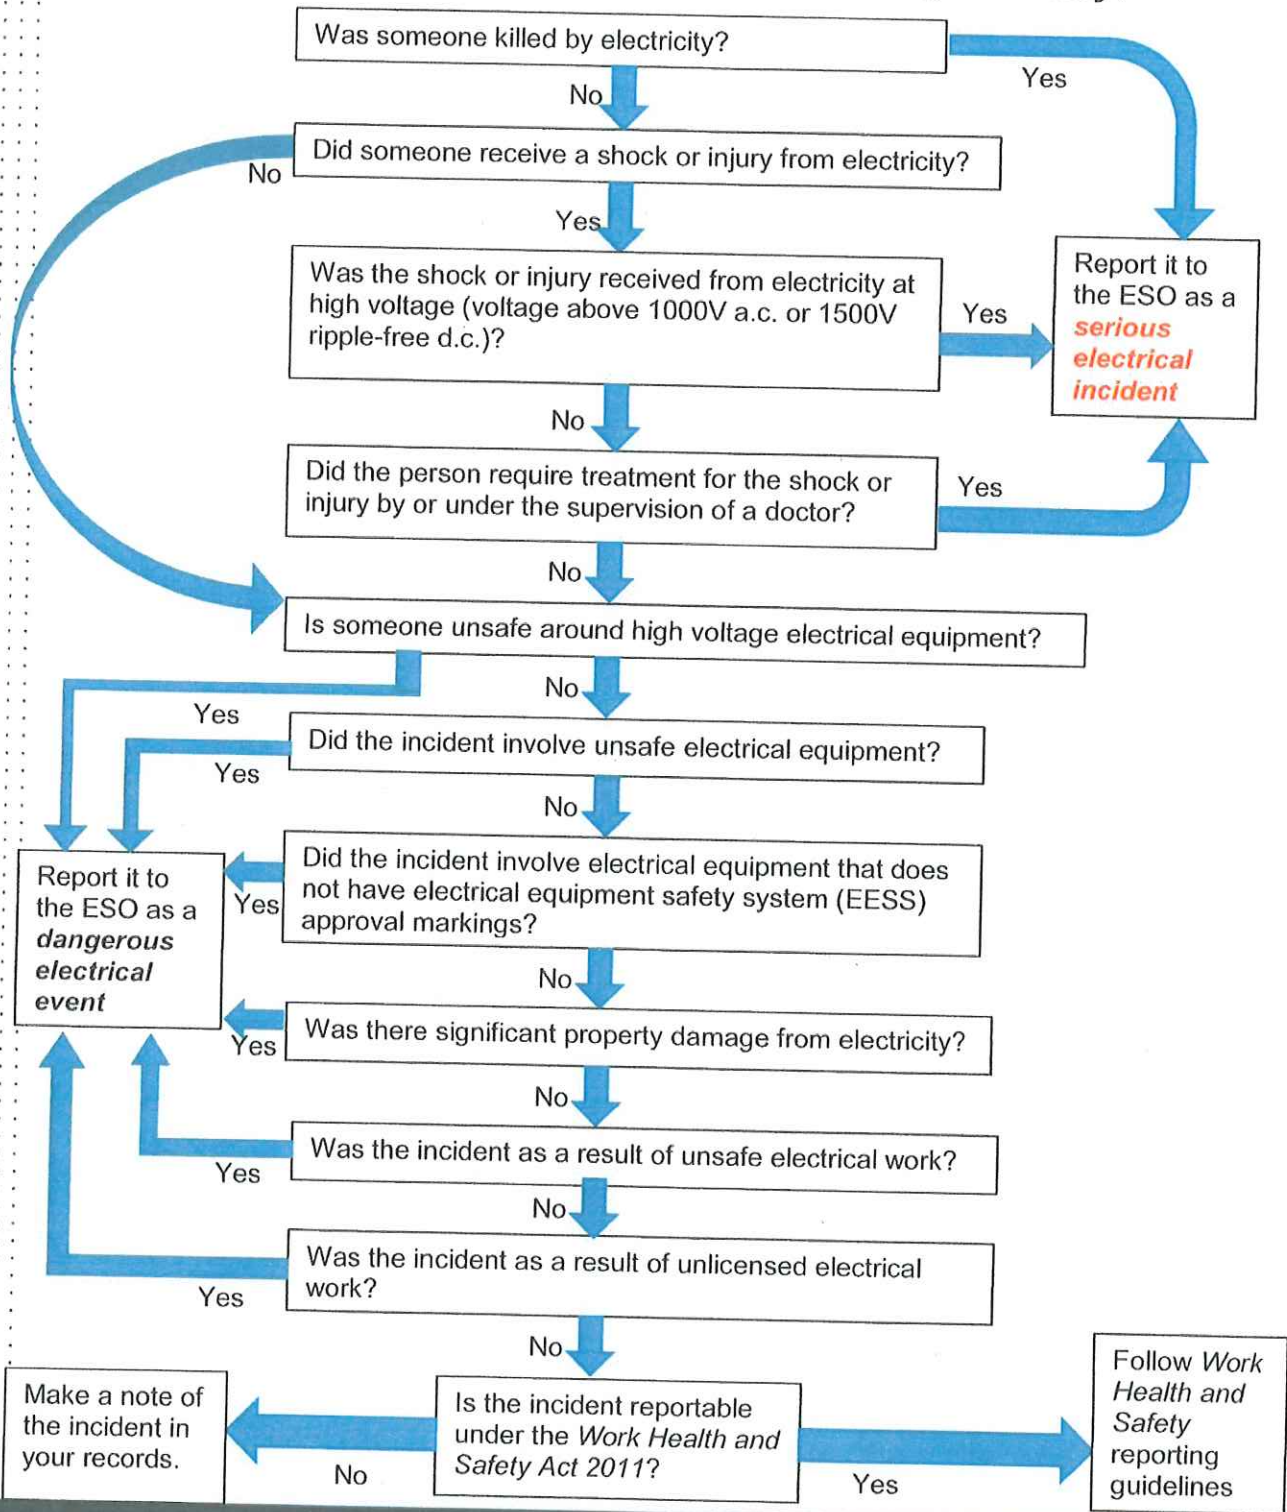 Was someone killed by electricity?
Yes
No
Did someone receive a shock or injury from electricity?
No
Yes
Was the shock or injury received from electricity at
high voltage (voltage above 1000V a.c. or 1500V
ripple-free d.c.)?
Yes
Report it to
the ESO as a
serious
electrical
incident
No
Did the person require treatment for the shock or
injury by or under the supervision of a doctor?
Yes
No
Is someone unsafe around high voltage electrical equipment?
Yes
No
Did the incident involve unsafe electrical equipment?
Yes
No
Did the incident involve electrical equipment that does
not have electrical equipment safety system (EESS)
approval markings?
Yes
Report it to
the ESO as a
dangerous
electrical
event
No
Was there significant property damage from electricity?
Yes
No
Was the incident as a result of unsafe electrical work?
Yes
No
Was the incident as a result of unlicensed electrical
work?
Yes
No
Is the incident reportable
under the Work Health and
Safety Act 2011?
No
Make a note of
the incident in
your records.
Yes
Follow Work
Health and
Safety
reporting
guidelines